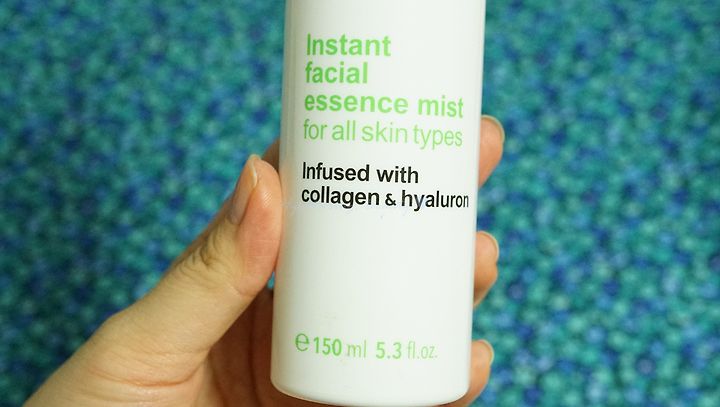 Instant
facial
essence mist
for all skin types
Infused with
collagen & hyaluron
℮ 150 ml 5.3 fl.oz.